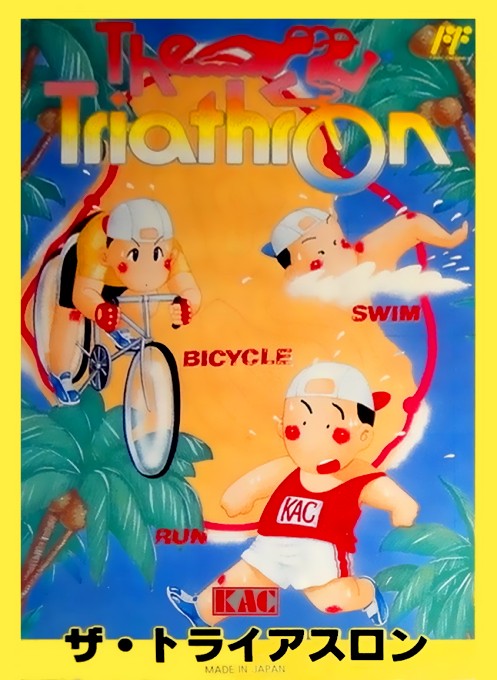 The
Triathron
SWIM
BICYCLE
KAC
RUN
KAC
ザ・トライアスロン
MADE IN JAPAN